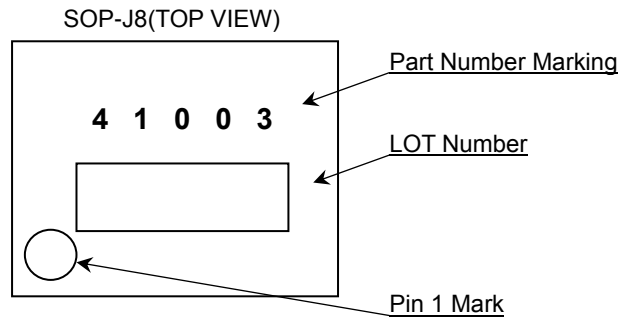 SOP-J8(TOP VIEW)
Part Number Marking
4 1 0 0 3
LOT Number
Pin 1 Mark